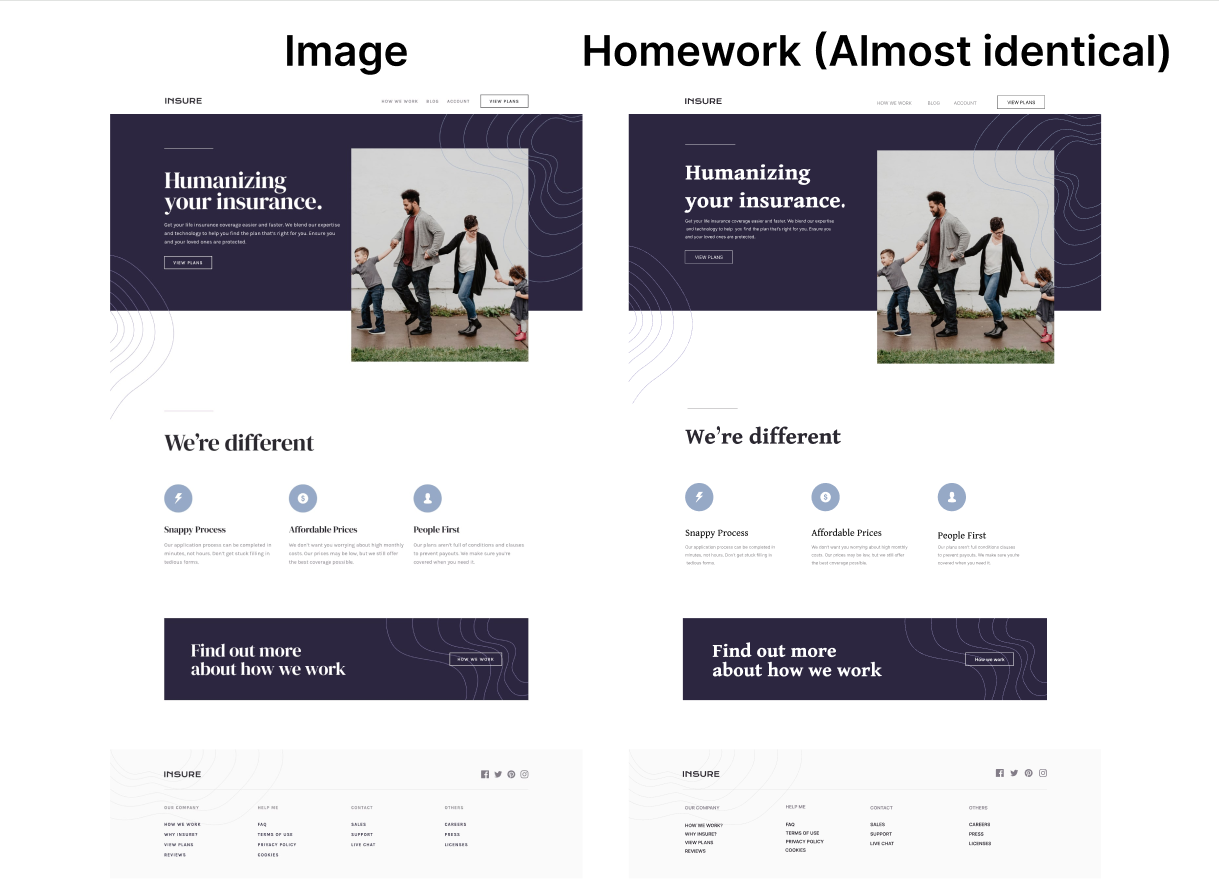 Image
Homework (Almost identical)
INSURE
HOW WE WORK BLOG ACCOUNT VIEW PLANS
Humanizing
your insurance.
Get your life insurance coverage easier and faster. We blend our expertise
and technology to help you find the plan that's right for you. Ensure you
and your loved ones are protected.
VIEW PLANS
We're different
Snappy Process
Our application process can be completed in
minutes, not hours. Don't get stuck filling in
tedious forms.
Affordable Prices
We don't want you worrying about high monthly
costs. Our prices may be low, but we still offer
the best coverage possible.
People First
Our plans aren't full of conditions and clauses
to prevent payouts. We make sure you're
covered when you need it.
Find out more
about how we work
HOW WE WORK
INSURE
OUR COMPANY
HOW WE WORK
WHY INSURE?
VIEW PLANS
REVIEWS
HELP ME
FAQ
TERMS OF USE
PRIVACY POLICY
COOKIES
CONTACT
SALES
SUPPORT
LIVE CHAT
OTHERS
CAREERS
PRESS
LICENSES
INSURE
HOW WE WORK BLOG ACCOUNT VIEW PLANS
Humanizing
your insurance.
Get your life insurance coverage easier and faster. We blend our expertise
and technology to help you find the plan that's right for you. Ensure you
and your loved ones are protected.
VIEW PLANS
We're different
Snappy Process
Our application process can be completed in
minutes, not hours. Don't get stuck filling in
tedious forms.
Affordable Prices
We don't want you worrying about high monthly
costs. Our prices may be low, but we still offer
the best coverage possible.
People First
Our plans aren't full conditions and clauses
to prevent payouts. We make sure you're
covered when you need it.
Find out more
about how we work
How we work
INSURE
OUR COMPANY
HOW WE WORK?
WHY INSURE?
VIEW PLANS
REVIEWS
HELP ME
FAQ
TERMS OF USE
PRIVACY POLICY
COOKIES
CONTACT
SALES
SUPPORT
LIVE CHAT
OTHERS
CAREERS
PRESS
LICENSES